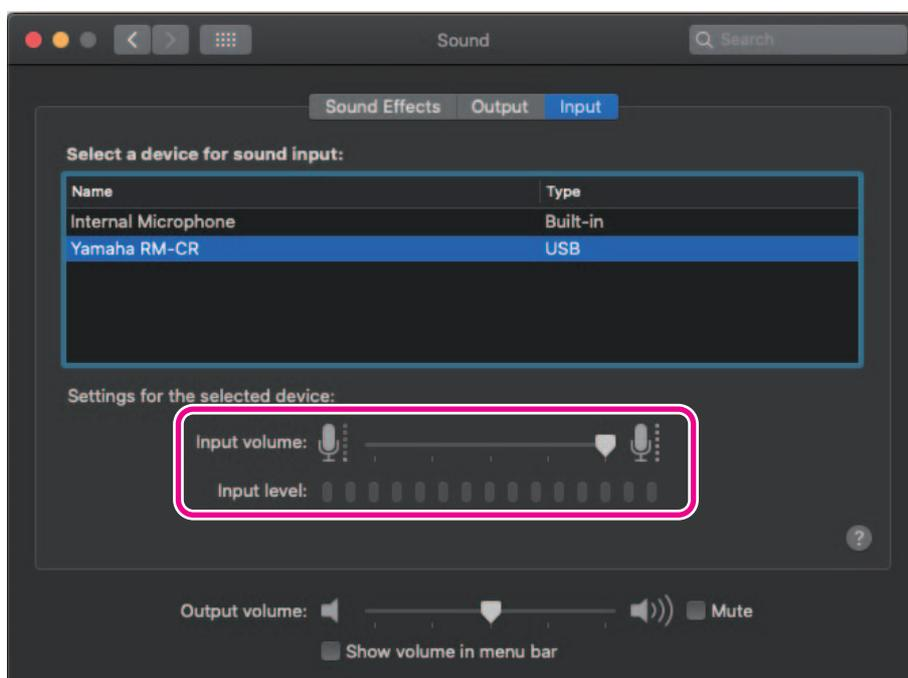 Sound
Search
Sound Effects Output Input
Select a device for sound input:
Name Type
Internal Microphone Built-in
Yamaha RM-CR USB
Settings for the selected device:
Input volume:
Input level:
?
Output volume: Mute
Show volume in menu bar